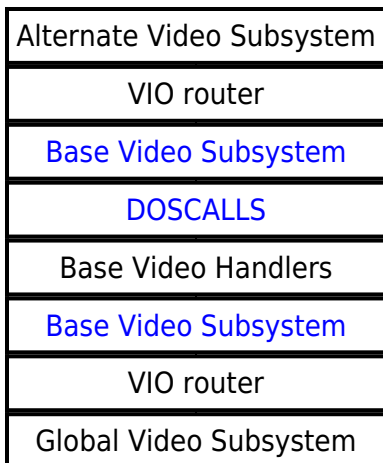 Alternate Video Subsystem
VIO router
Base Video Subsystem
DOSCALLS
Base Video Handlers
Base Video Subsystem
VIO router
Global Video Subsystem